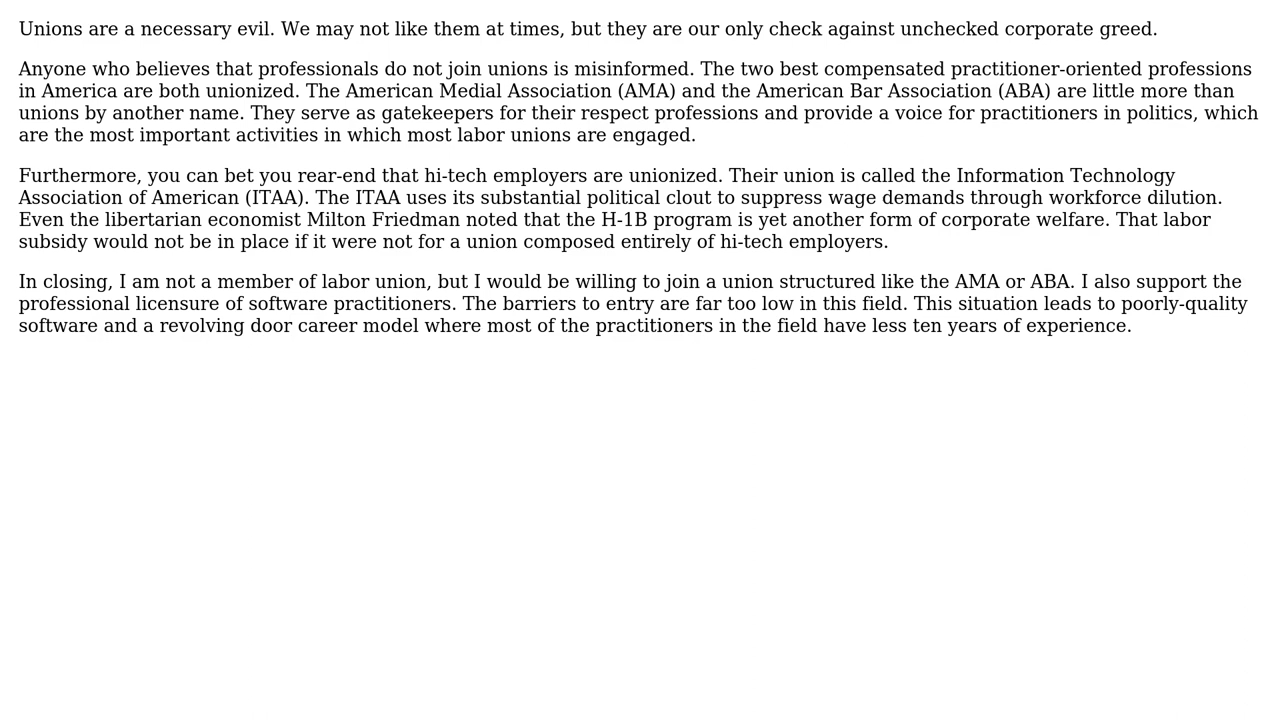 Unions are a necessary evil. We may not like them at times, but they are our only check against unchecked corporate greed.
Anyone who believes that professionals do not join unions is misinformed. The two best compensated practitioner-oriented professions
in America are both unionized. The American Medial Association (AMA) and the American Bar Association (ABA) are little more than
unions by another name. They serve as gatekeepers for their respect professions and provide a voice for practitioners in politics, which
are the most important activities in which most labor unions are engaged.
Furthermore, you can bet you rear-end that hi-tech employers are unionized. Their union is called the Information Technology
Association of American (ITAA). The ITAA uses its substantial political clout to suppress wage demands through workforce dilution.
Even the libertarian economist Milton Friedman noted that the H-1B program is yet another form of corporate welfare. That labor
subsidy would not be in place if it were not for a union composed entirely of hi-tech employers.
In closing, I am not a member of labor union, but I would be willing to join a union structured like the AMA or ABA. I also support the
professional licensure of software practitioners. The barriers to entry are far too low in this field. This situation leads to poorly-quality
software and a revolving door career model where most of the practitioners in the field have less ten years of experience.